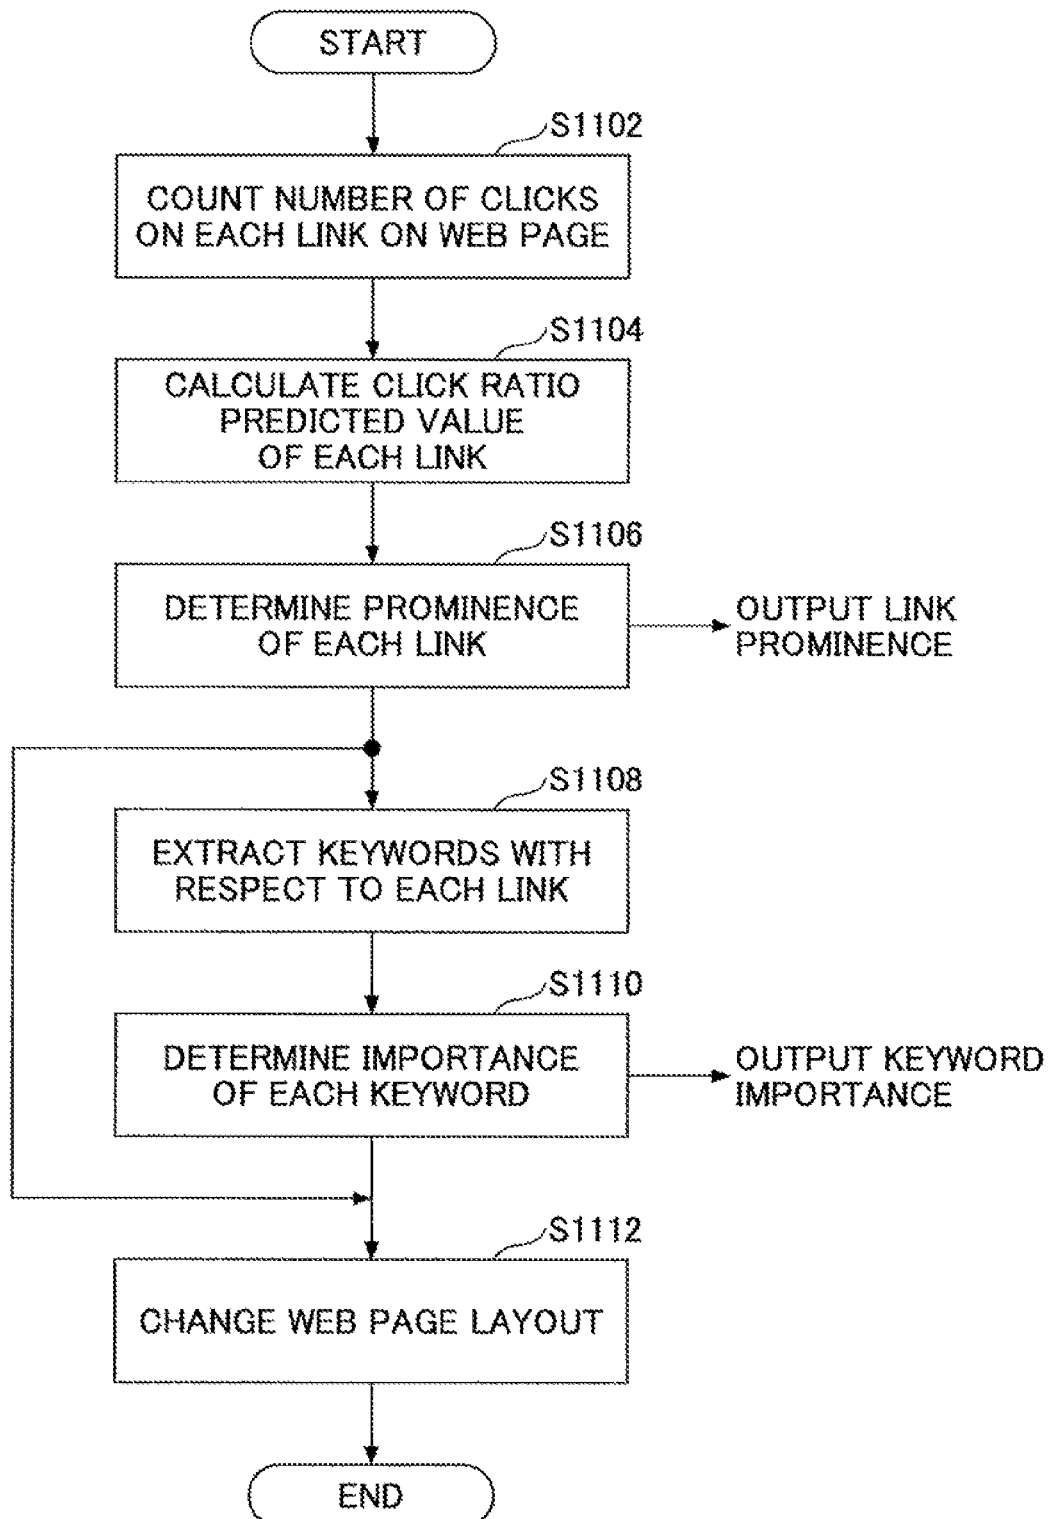 START
S1102
COUNT NUMBER OF CLICKS
ON EACH LINK ON WEB PAGE
S1104
CALCULATE CLICK RATIO
PREDICTED VALUE
OF EACH LINK
S1106
DETERMINE PROMINENCE
OF EACH LINK
OUTPUT LINK
PROMINENCE
S1108
EXTRACT KEYWORDS WITH
RESPECT TO EACH LINK
S1110
DETERMINE IMPORTANCE
OF EACH KEYWORD
OUTPUT KEYWORD
IMPORTANCE
S1112
CHANGE WEB PAGE LAYOUT
END